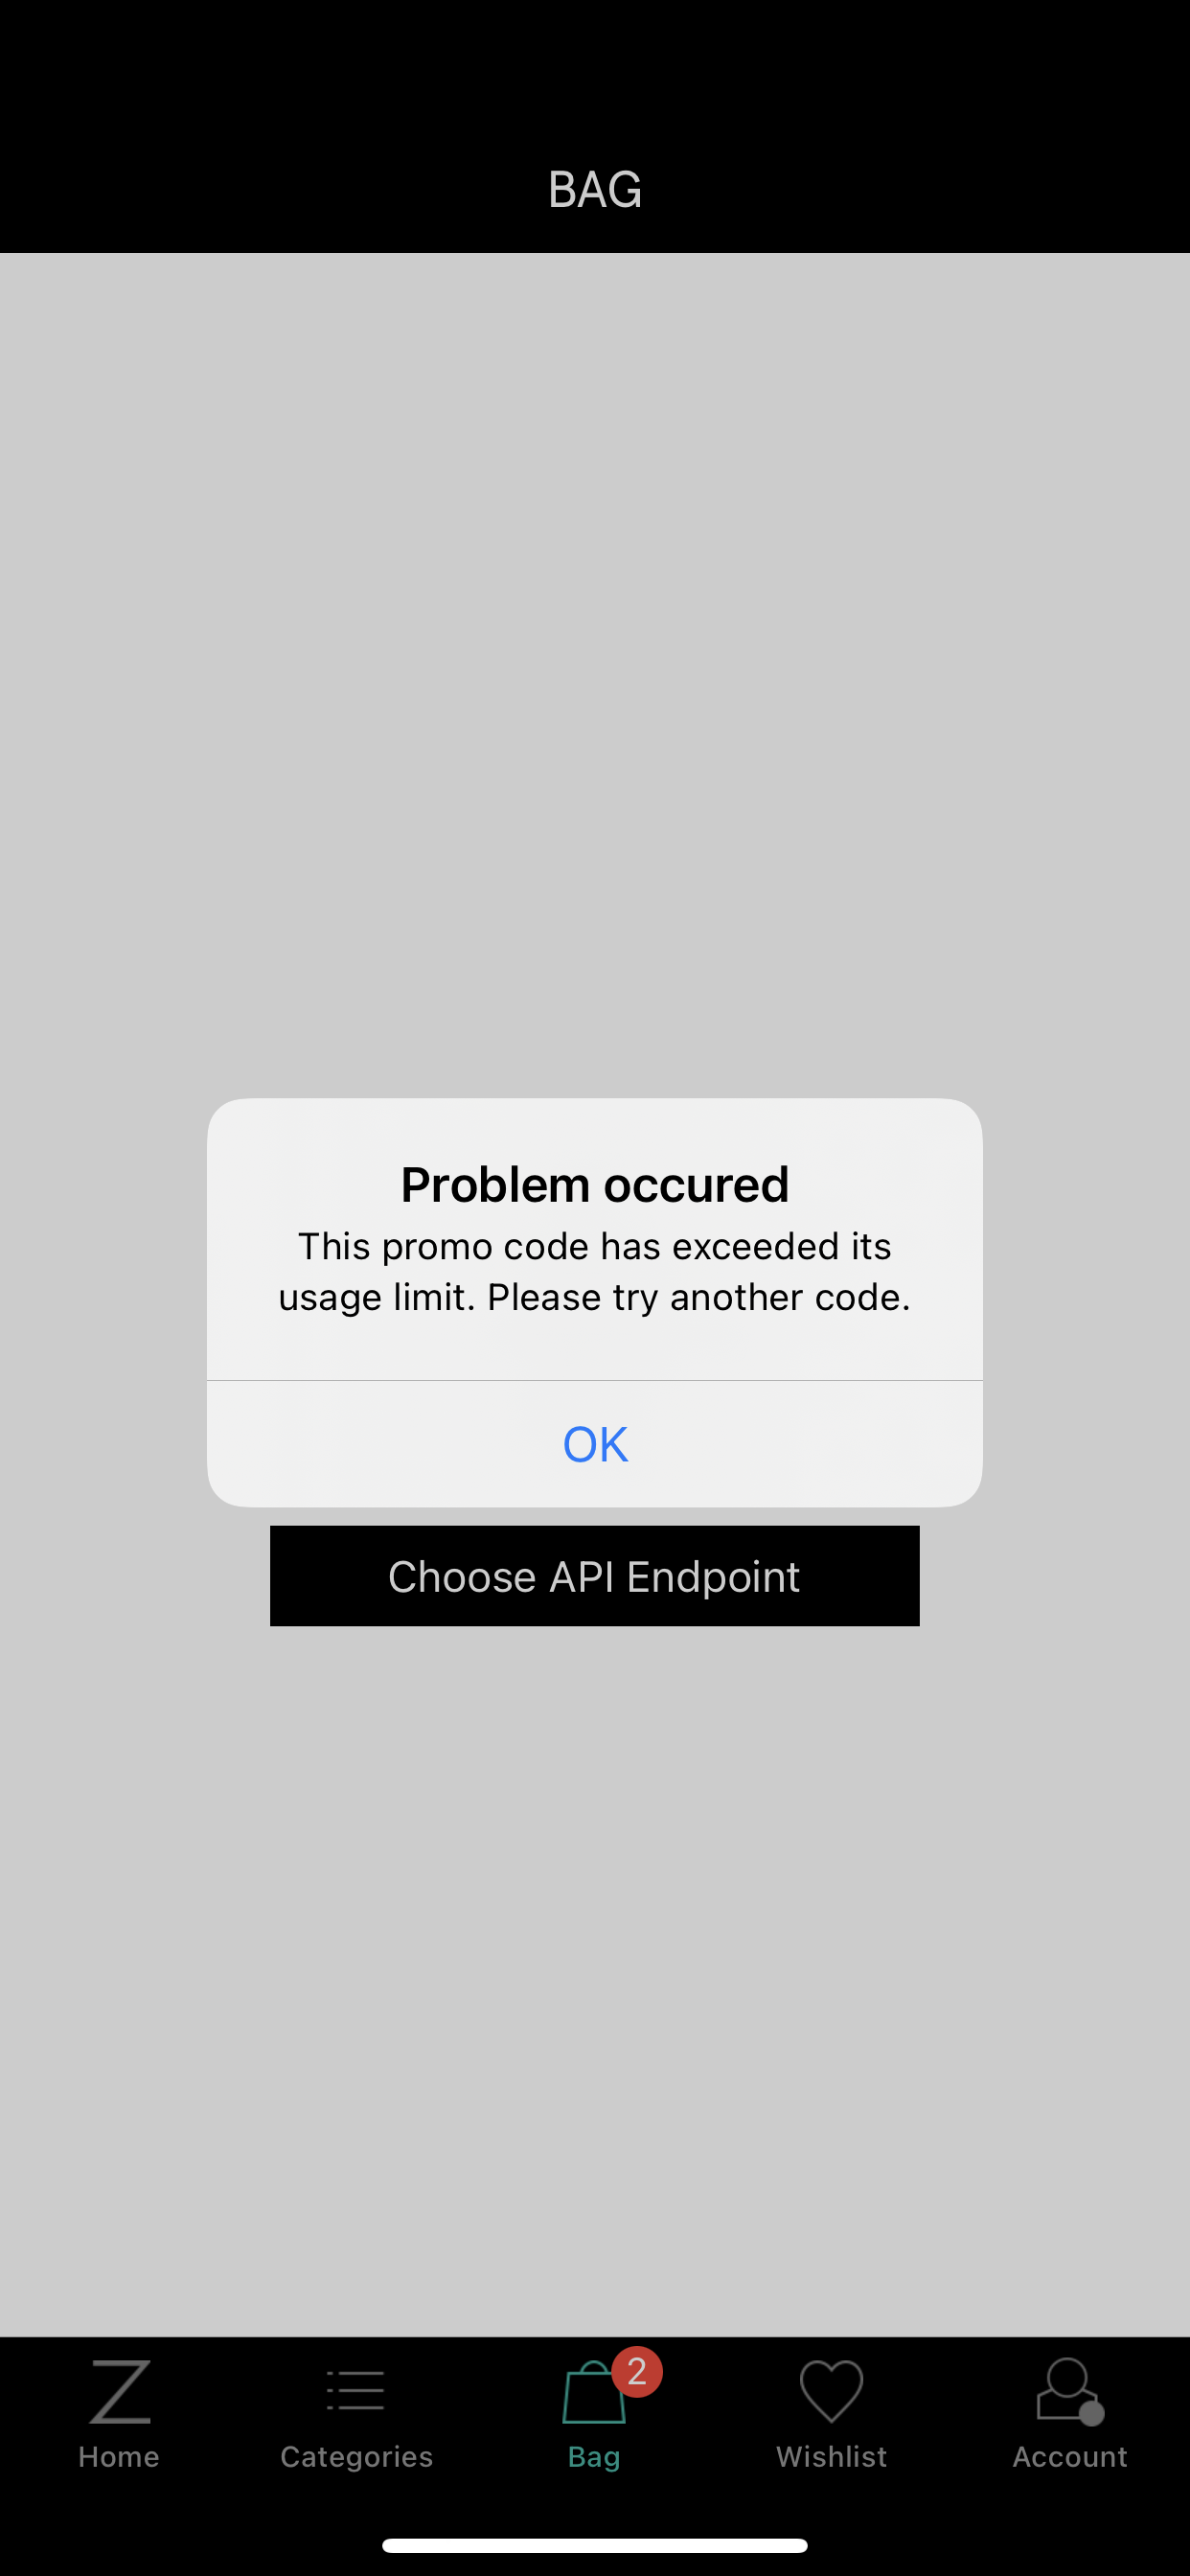 BAG
Problem occured
This promo code has exceeded its
usage limit. Please try another code.
OK
Choose API Endpoint
2
Home
Categories
Bag
Wishlist
Account